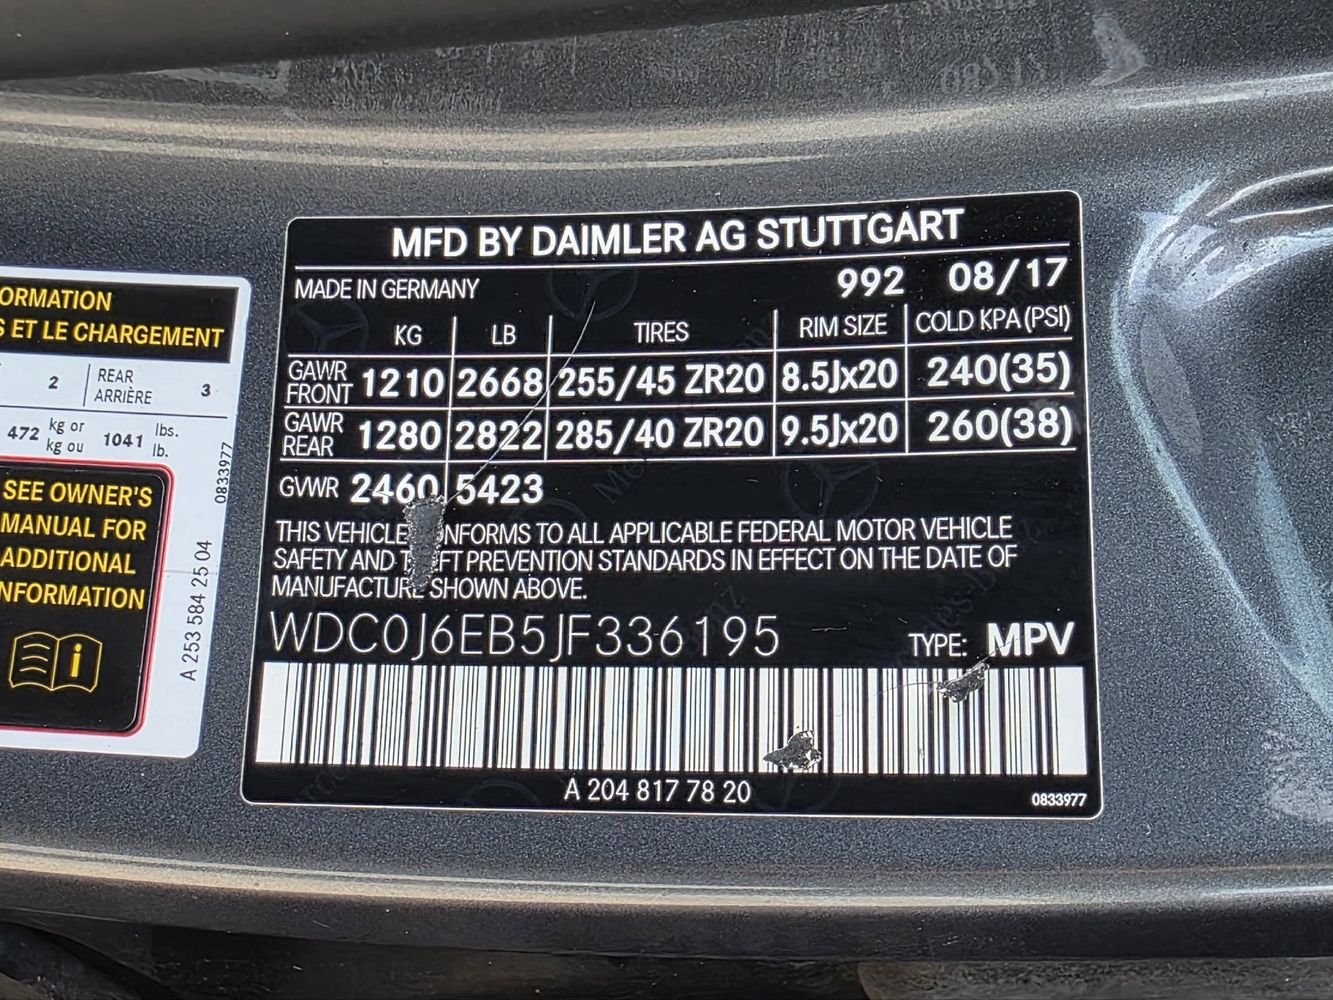 ORMATION
S ET LE CHARGEMENT
2 REAR ARRIÈRE 3
472 kg or kg ou 1041 lbs. lb.
SEE OWNER'S
MANUAL FOR
ADDITIONAL
NFORMATION
A 253 584 25 04
0833977
MFD BY DAIMLER AG STUTTGART
MADE IN GERMANY 992 08/17
KG LB TIRES RIM SIZE COLD KPA(PSI)
GAWR FRONT 1210 2668 255/45 ZR20 8.5Jx20 240(35)
GAWR REAR 1280 2822 285/40 ZR20 9.5Jx20 260(38)
GVWR 2460 5423
THIS VEHICLE ONFORMS TO ALL APPLICABLE FEDERAL MOTOR VEHICLE
SAFETY AND T EFT PREVENTION STANDARDS IN EFFECT ON THE DATE OF
MANUFACTURE SHOWN ABOVE.
WDC0J6EB5JF336195 TYPE: MPV
A 204 817 78 20
0833977